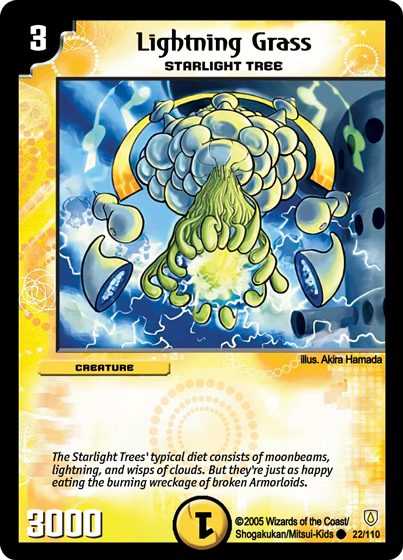 3
Lightning Grass
STARLIGHT TREE
illus. Akira Hamada
CREATURE
The Starlight Trees' typical diet consists of moonbeams,
lightning, and wisps of clouds. But they're just as happy
eating the burning wreckage of broken Armorloids.
3000
1
©2005 Wizards of the Coast/
Shogakukan/Mitsui-Kids 22/110